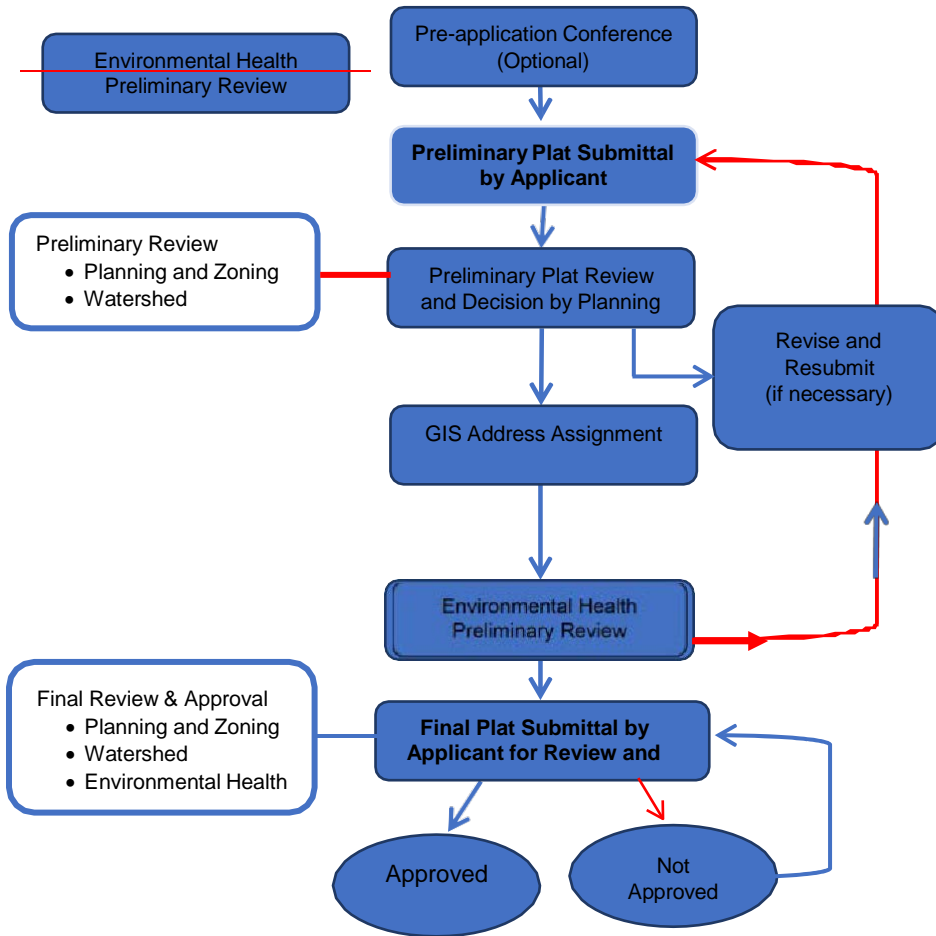 Environmental Health
Preliminary Review
Pre-application Conference
(Optional)
Preliminary Plat Submittal
by Applicant
Preliminary Review
• Planning and Zoning
• Watershed
Preliminary Plat Review
and Decision by Planning
Revise and
Resubmit
(if necessary)
GIS Address Assignment
Environmental Health
Preliminary Review
Final Review & Approval
• Planning and Zoning
• Watershed
• Environmental Health
Final Plat Submittal by
Applicant for Review and
Approved
Not
Approved